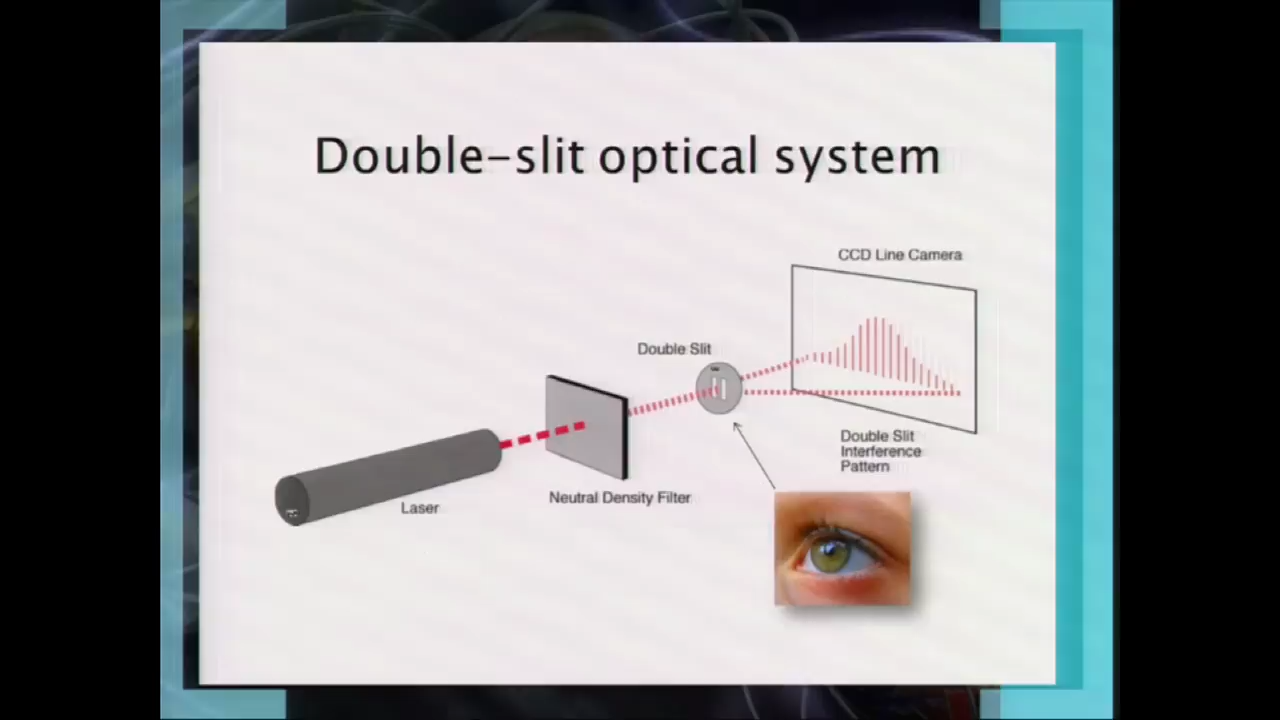 Double-slit optical system
CCD Line Camera
Double Slit
Double Slit
Interference
Pattern
Neutral Density Filter
Laser